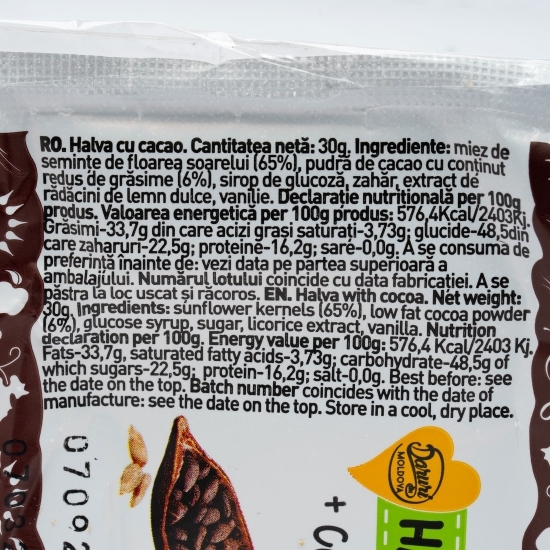 RO. Halva cu cacao. Cantitatea netă: 30g. Ingrediente: miez de
seminţe de floarea soarelui (65%), pudră de cacao cu conţinut
redus de grăsime (6%), sirop de glucoză, zahăr, extract de
rădăcini de lemn dulce, vanilie. Declaraţie nutriţională per 100g
produs. Valoarea energetică per 100g produs: 576,4Kcal/2403Kj.
Grăsimi-33,7g din care acizi graşi saturaţi-3,73g; glucide-48,5din
care zaharuri-22,5g; proteine-16,2g; sare-0,0g. A se consuma de
preferinţă înainte de: vezi data pe partea superioară a
ambalajului. Numărul lotului coincide cu data fabricaţiei. A se
păstra la loc uscat şi răcoros. EN. Halva with cocoa. Net weight:
30g. Ingredients: sunflower kernels (65%), low fat cocoa powder
(6%), glucose syrup, sugar, licorice extract, vanilla. Nutrition
declaration per 100g. Energy value per 100g: 576,4 Kcal/2403 Kj.
Fats-33,7g, saturated fatty acids-3,73g; carbohydrate-48,5g of
which sugars-22,5g; protein-16,2g; salt-0,0g. Best before: see
the date on the top. Batch number coincides with the date of
manufacture: see the date on the top. Store in a cool, dry place.
Daruri
MOLDOVA